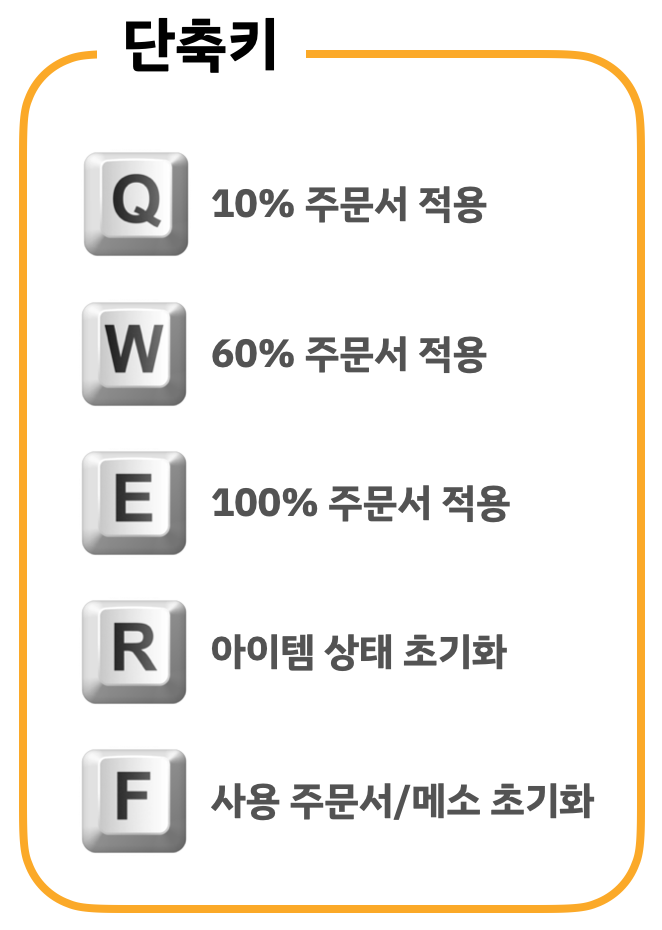 단축키
Q 10% 주문서 적용
W 60% 주문서 적용
E 100% 주문서 적용
R 아이템 상태 초기화
F 사용 주문서/메소 초기화